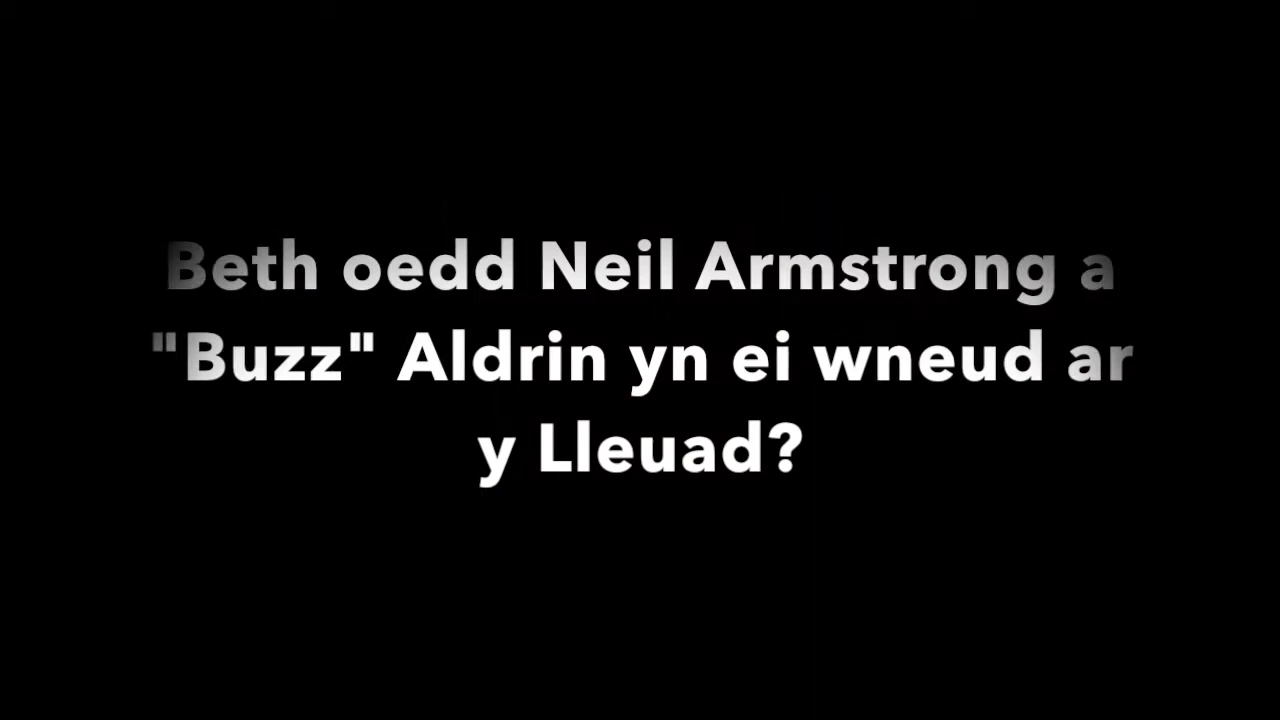 Beth oedd Neil Armstrong a
"Buzz" Aldrin yn ei wneud ar
y Lleuad?